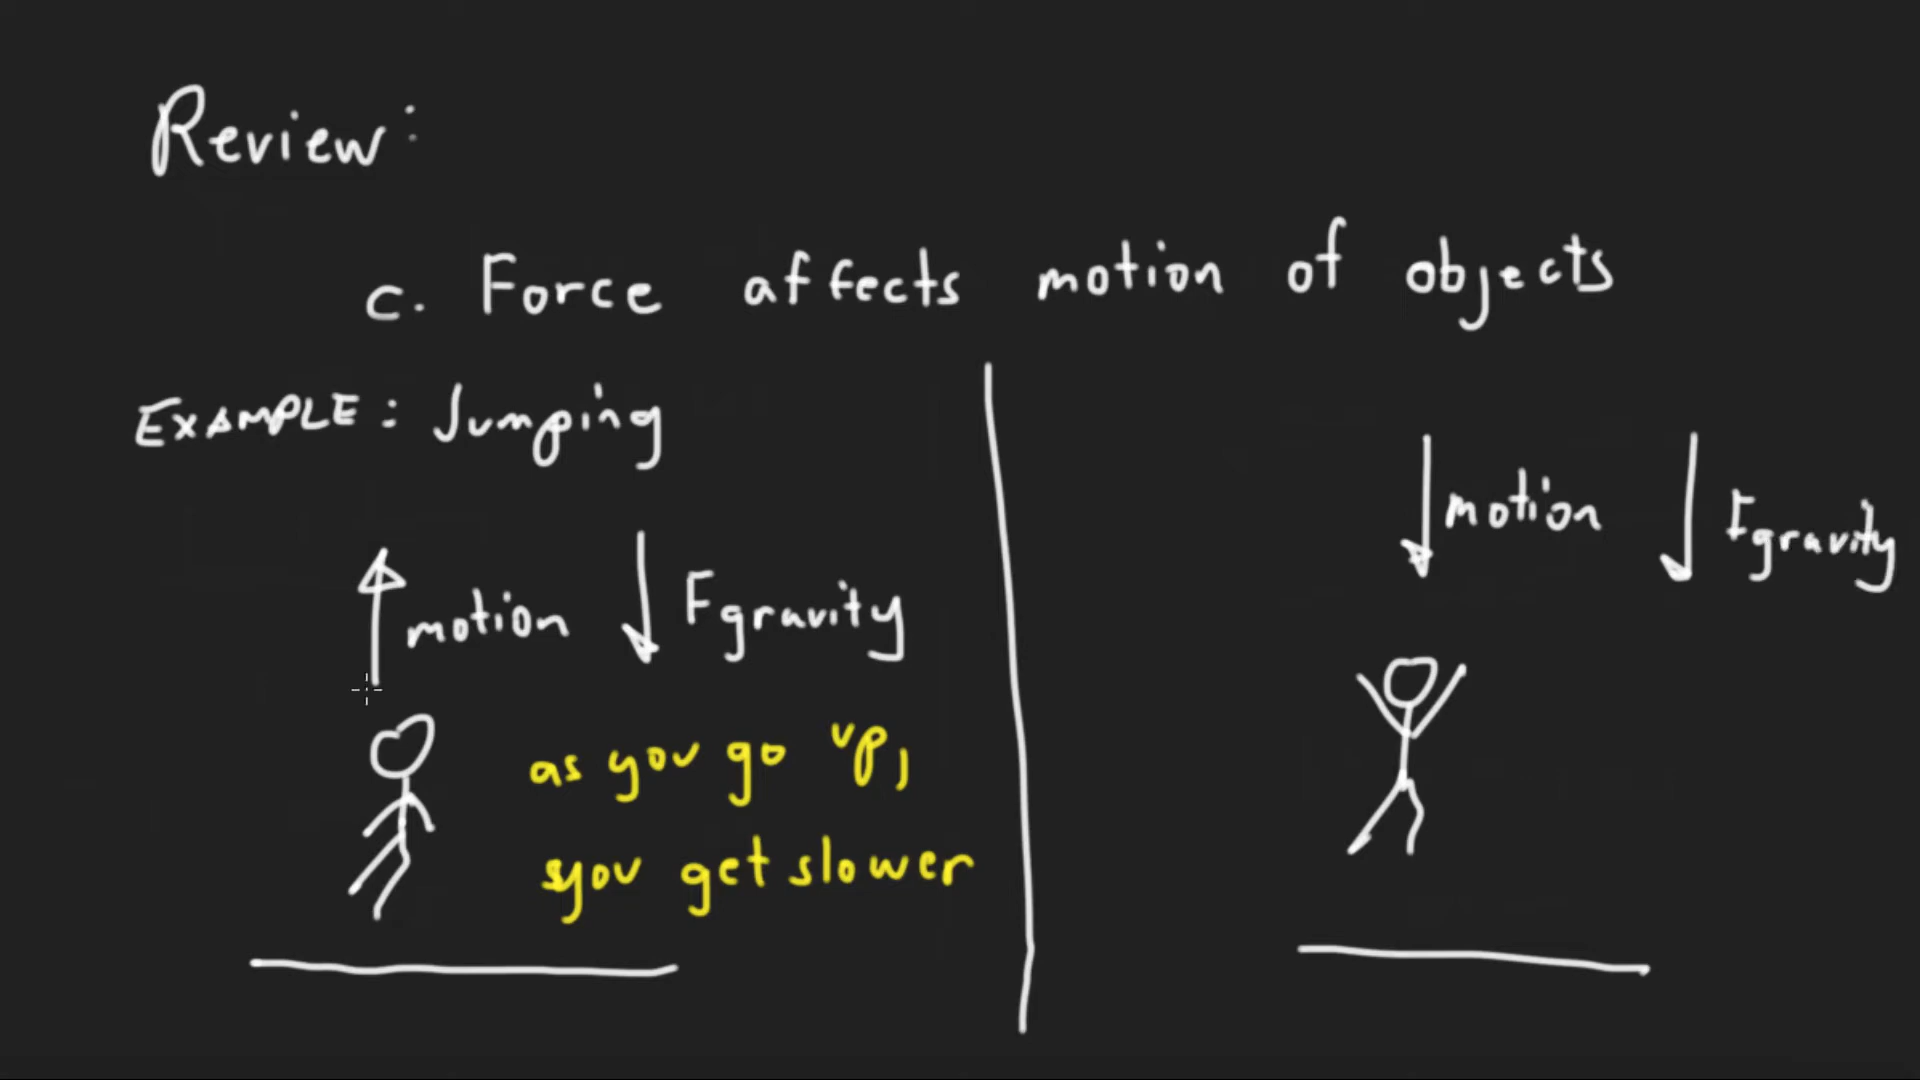 Review:
c. Force affects motion of objects
EXAMPLE: Jumping
motion Fgravity
as you go up,
you get slower
motion Fgravity